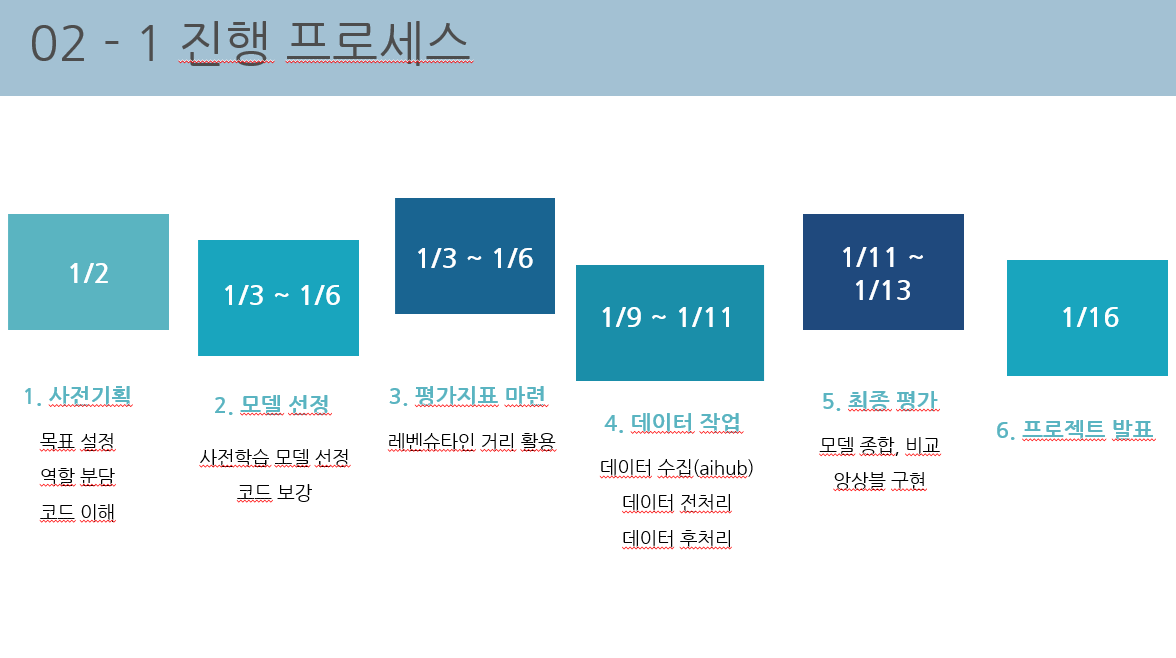 02 - 1 진행 프로세스
1/2
1. 사전기획
목표 설정
역할 분담
코드 이해
1/3 ~ 1/6
2. 모델 선정
사전학습 모델 선정
코드 보강
1/3 ~ 1/6
3. 평가지표 마련
레벤슈타인 거리 활용
1/9 ~ 1/11
4. 데이터 작업
데이터 수집(aihub)
데이터 전처리
데이터 후처리
1/11 ~
1/13
5. 최종 평가
모델 종합, 비교
앙상블 구현
1/16
6. 프로젝트 발표